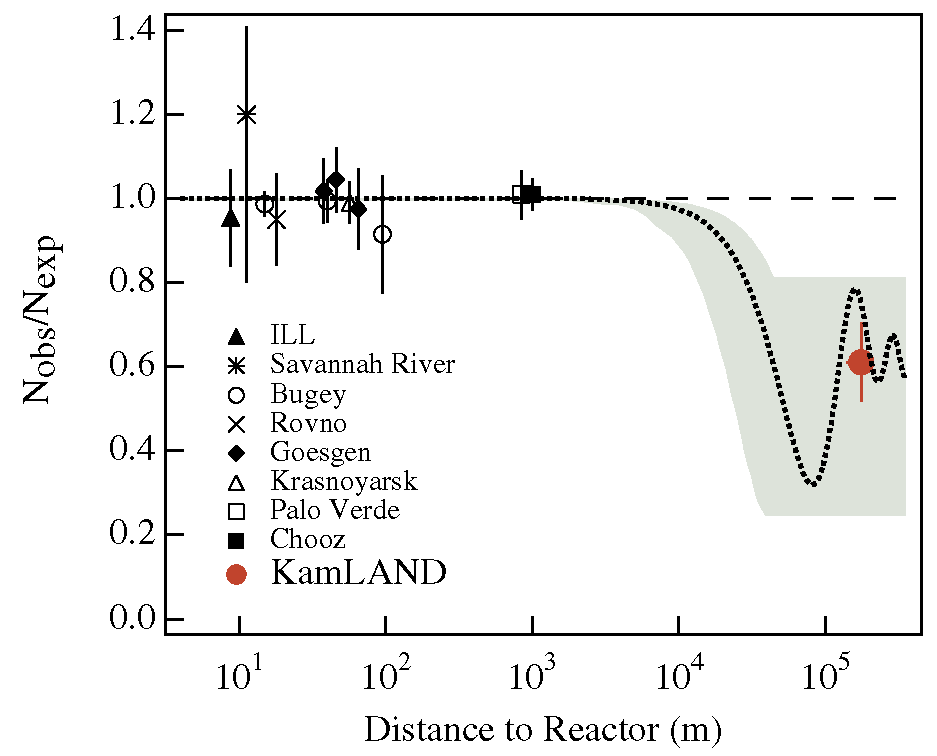 1.4
1.2
1.0
0.8
0.6
0.4
0.2
0.0
Nobs/Nexp
ILL
Savannah River
Bugey
Rovno
Goesgen
Krasnoyarsk
Palo Verde
Chooz
KamLAND
10¹ 10² 10³ 10⁴ 10⁵
Distance to Reactor (m)